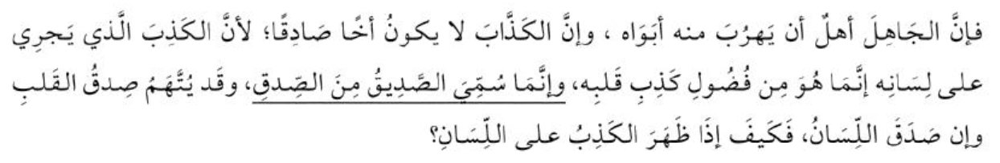 فإنَّ الجَاهِلَ أهلٌ أن يَهرُبَ منه أبَوَاه ، وإنَّ الكَذَّابَ لا يكونُ أخًا صَادِقًا؛ لأنَّ الكَذِبَ الَّذي يَجرِي
على لِسَانِه إنَّمَا هُوَ مِن فُضُولِ كَذِبِ قَلبِه، وإنَّمَا سُمِّيَ الصَّدِيقُ مِنَ الصِّدقِ، وقَد يُتَّهَمُ صِدقُ القَلبِ
وإن صَدَقَ اللِّسَانُ، فَكَيفَ إذَا ظَهَرَ الكَذِبُ على اللِّسَانِ؟